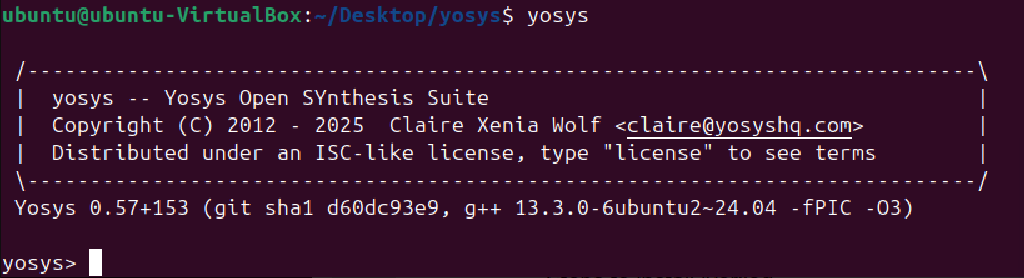 ubuntu@ubuntu-VirtualBox:~/Desktop/yosys$ yosys
/----------------------------------------------------------------------------\
|  yosys -- Yosys Open SYnthesis Suite                                       |
|  Copyright (C) 2012 - 2025  Claire Xenia Wolf <claire@yosyshq.com>         |
|  Distributed under an ISC-like license, type "license" to see terms        |
\----------------------------------------------------------------------------/
Yosys 0.57+153 (git sha1 d60dc93e9, g++ 13.3.0-6ubuntu2~24.04 -fPIC -O3)
yosys>